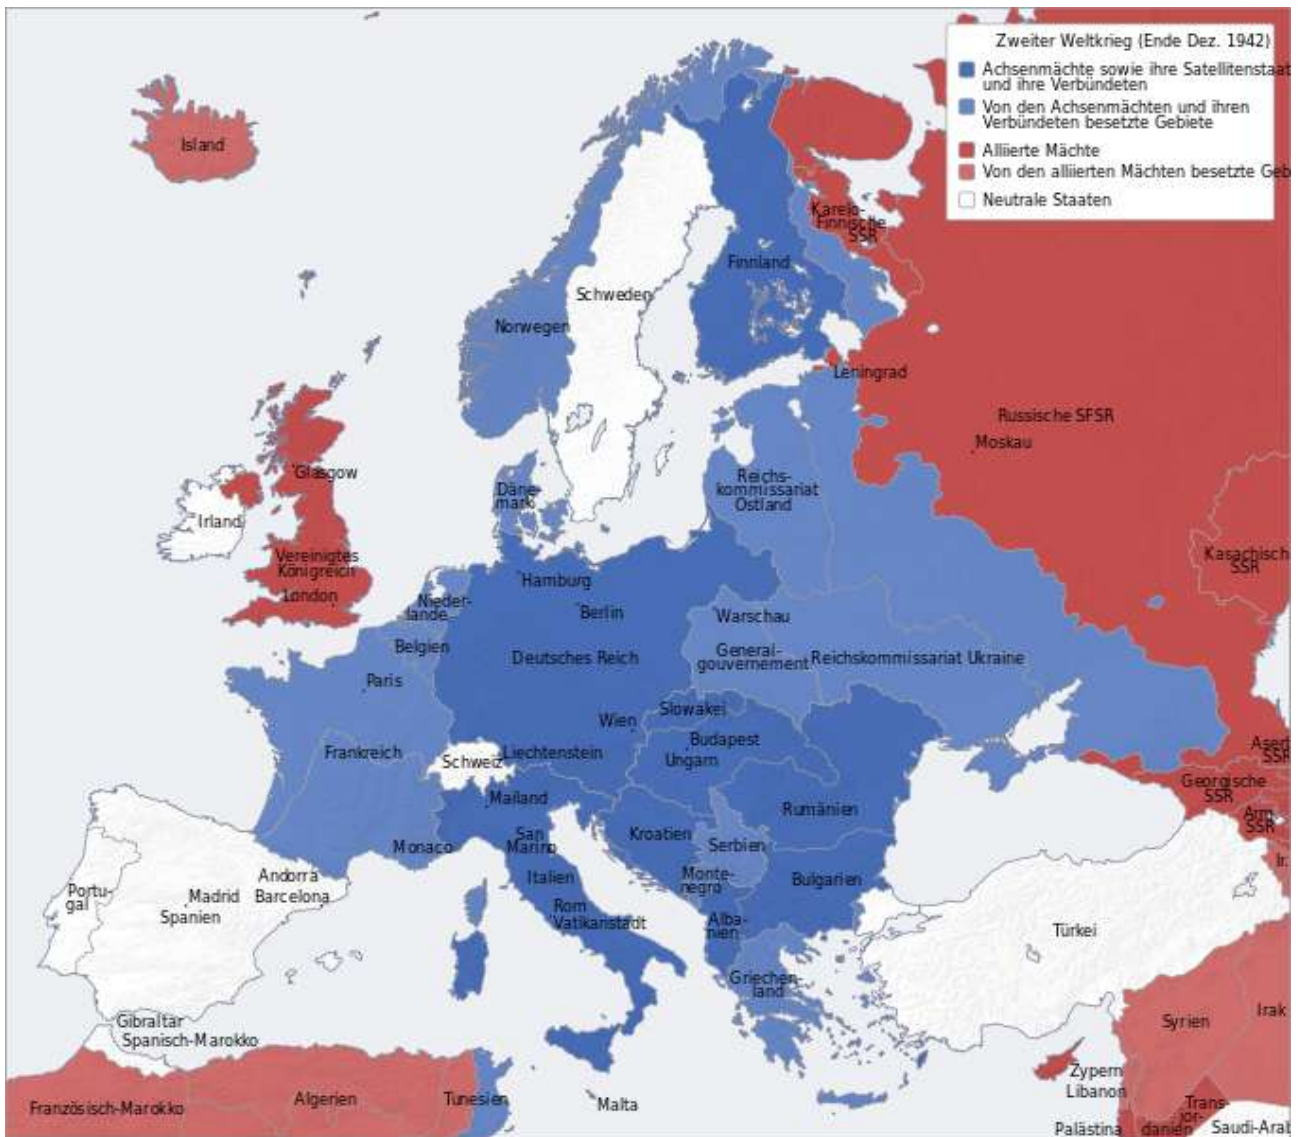 Zweiter Weltkrieg (Ende Dez. 1942)
Achsenmächte sowie ihre Satellitenstaat
und ihre Verbündeten
Von den Achsenmächten und ihren
Verbündeten besetzte Gebiete
Alliierte Mächte
Von den alliierten Mächten besetzte Geb
Neutrale Staaten
Island
Karelo-
Finnische
SSR
Finnland
Schweden
Norwegen
Leningrad
Russische SFSR
Moskau
Glasgow
Reichs-
kommissariat
Ostland
Däne-
mark
Irland
Vereinigtes
Königreich
London
Kasachisch
SSR
Hamburg
Berlin
Nieder-
lande
Warschau
Belgien
Deutsches Reich
General-
gouvernement
Reichskommissariat Ukraine
Paris
Slowakei
Wien
Budapest
Ungarn
Frankreich
Schweiz
Liechtenstein
Aserb
SSR
Georgische
SSR
Mailand
Rumänien
Arm
SSR
San
Marino
Kroatien
Serbien
Monaco
Ir.
Andorra
Barcelona
Italien
Monte-
negro
Bulgarien
Portu-
gal
Madrid
Spanien
Rom
Vatikanstadt
Alba-
nien
Türkei
Griechen-
land
Gibraltar
Spanisch-Marokko
Syrien
Irak
Zypern
Libanon
Französisch-Marokko
Algerien
Tunesien
Malta
Trans-
jor-
danien
Palästina
Saudi-Arab